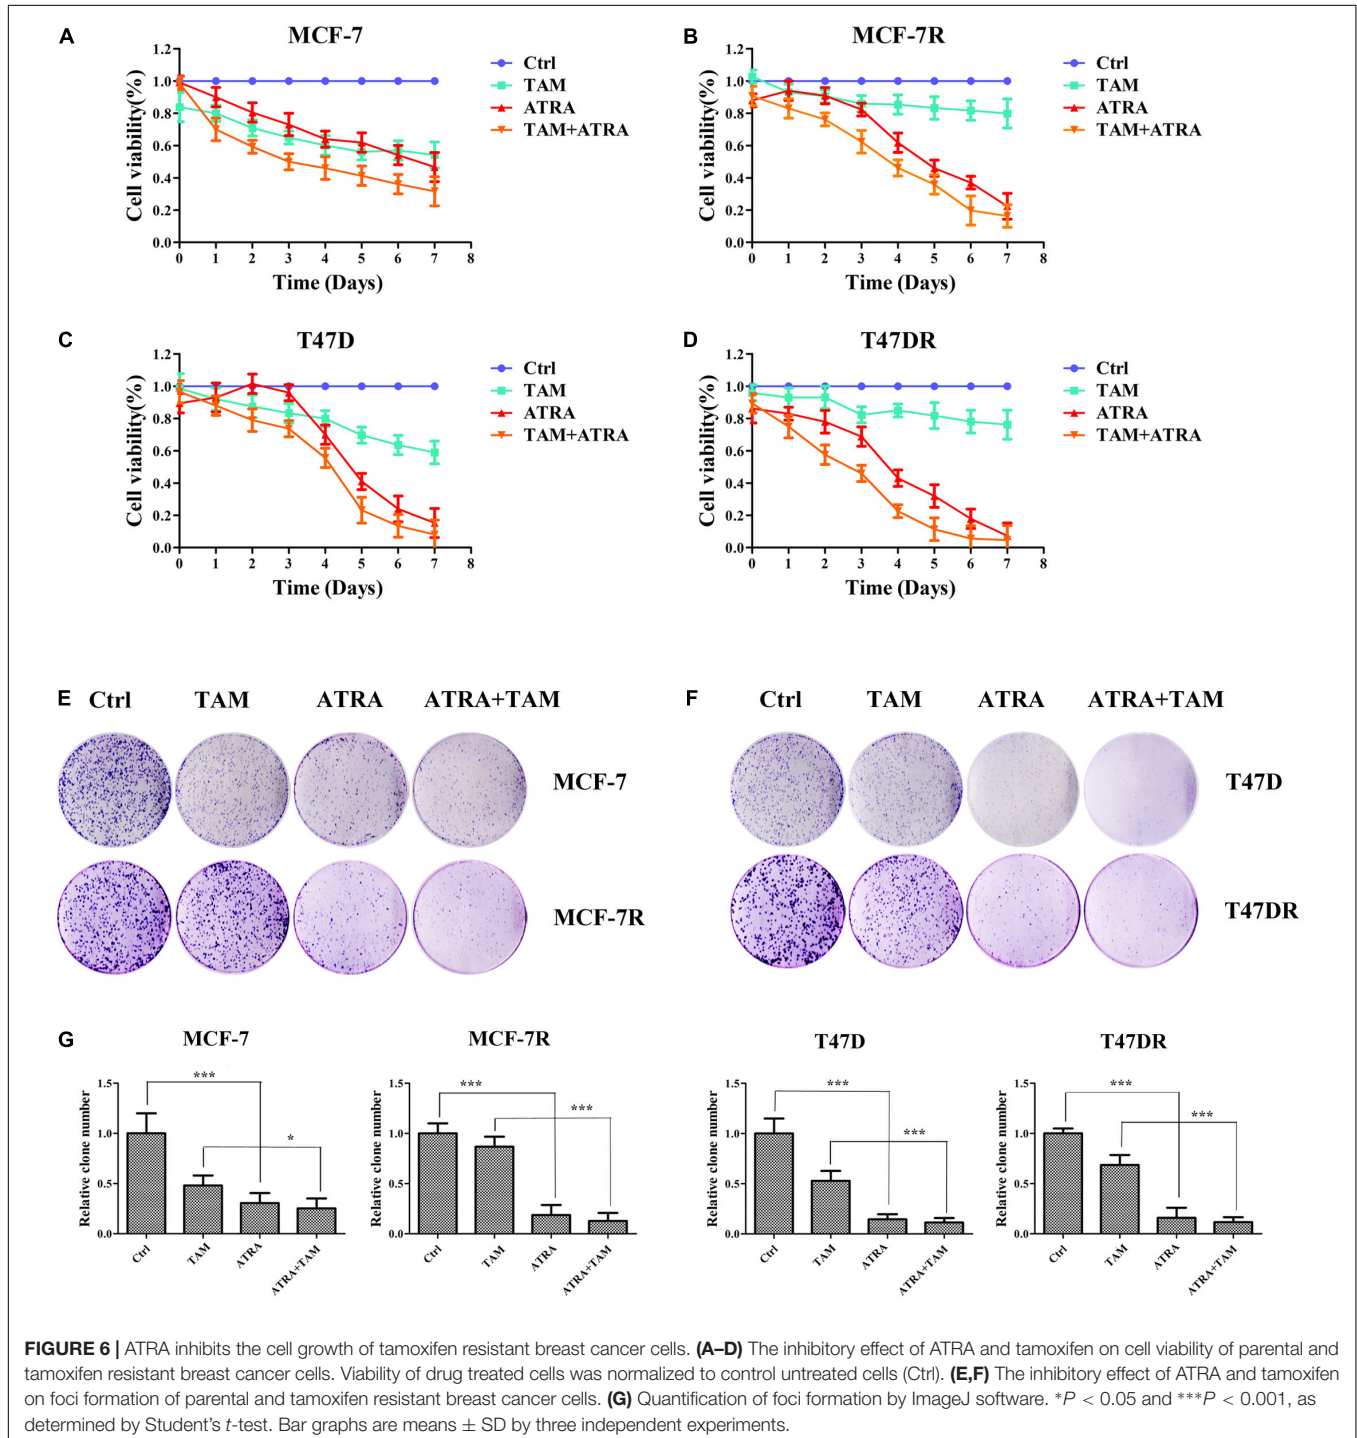 A
MCF-7
Cell viability(%)
1.2
1.0
0.8
0.6
0.4
0.2
0.0
0 1 2 3 4 5 6 7 8
Time (Days)
Ctrl
TAM
ATRA
TAM+ATRA
B
MCF-7R
Cell viability(%)
1.2
1.0
0.8
0.6
0.4
0.2
0.0
0 1 2 3 4 5 6 7 8
Time (Days)
Ctrl
TAM
ATRA
TAM+ATRA
C
T47D
Cell viability(%)
1.2
1.0
0.8
0.6
0.4
0.2
0.0
0 1 2 3 4 5 6 7 8
Time (Days)
Ctrl
TAM
ATRA
TAM+ATRA
D
T47DR
Cell viability(%)
1.2
1.0
0.8
0.6
0.4
0.2
0.0
0 1 2 3 4 5 6 7 8
Time (Days)
Ctrl
TAM
ATRA
TAM+ATRA
E Ctrl TAM ATRA ATRA+TAM
MCF-7
MCF-7R
F Ctrl TAM ATRA ATRA+TAM
T47D
T47DR
G
MCF-7
Relative clone number
1.5
1.0
0.5
0.0
***
*
Ctrl TAM ATRA ATRA+TAM
MCF-7R
Relative clone number
1.5
1.0
0.5
0.0
***
***
Ctrl TAM ATRA ATRA+TAM
T47D
Relative clone number
1.5
1.0
0.5
0.0
***
***
Ctrl TAM ATRA ATRA+TAM
T47DR
Relative clone number
1.5
1.0
0.5
0.0
***
***
Ctrl TAM ATRA ATRA+TAM
FIGURE 6 | ATRA inhibits the cell growth of tamoxifen resistant breast cancer cells. (A–D) The inhibitory effect of ATRA and tamoxifen on cell viability of parental and
tamoxifen resistant breast cancer cells. Viability of drug treated cells was normalized to control untreated cells (Ctrl). (E,F) The inhibitory effect of ATRA and tamoxifen
on foci formation of parental and tamoxifen resistant breast cancer cells. (G) Quantification of foci formation by ImageJ software. *P < 0.05 and ***P < 0.001, as
determined by Student's t-test. Bar graphs are means ± SD by three independent experiments.